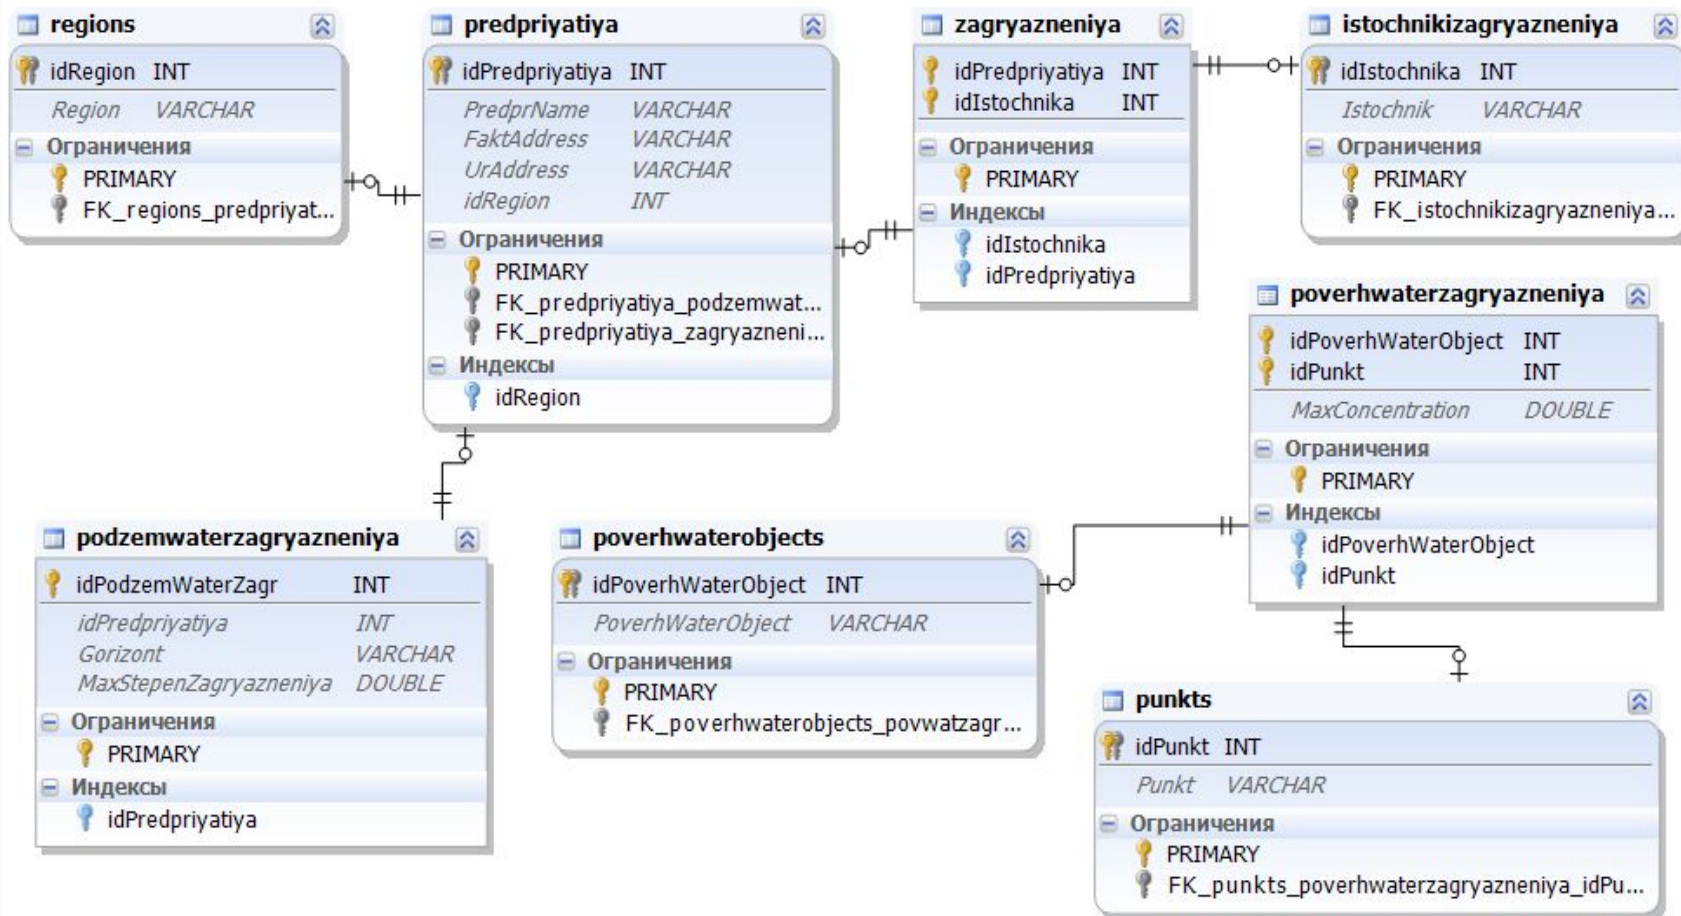 regions
idRegion INT
Region VARCHAR
Ограничения
PRIMARY
FK_regions_predpriyat...
predpriyatiya
idPredpriyatiya INT
PredprName VARCHAR
FaktAddress VARCHAR
UrAddress VARCHAR
idRegion INT
Ограничения
PRIMARY
FK_predpriyatiya_podzemwat...
FK_predpriyatiya_zagryazneni...
Индексы
idRegion
zagryazneniya
idPredpriyatiya INT
idIstochnika INT
Ограничения
PRIMARY
Индексы
idIstochnika
idPredpriyatiya
istochnikizagryazneniya
idIstochnika INT
Istochnik VARCHAR
Ограничения
PRIMARY
FK_istochnikizagryazneniya...
poverhwaterzagryazneniya
idPoverhWaterObject INT
idPunkt INT
MaxConcentration DOUBLE
Ограничения
PRIMARY
Индексы
idPoverhWaterObject
idPunkt
podzemwaterzagryazneniya
idPodzemWaterZagr INT
idPredpriyatiya INT
Gorizont VARCHAR
MaxStepenZagryazneniya DOUBLE
Ограничения
PRIMARY
Индексы
idPredpriyatiya
poverhwaterobjects
idPoverhWaterObject INT
PoverhWaterObject VARCHAR
Ограничения
PRIMARY
FK_poverhwaterobjects_povwatzagr...
punkts
idPunkt INT
Punkt VARCHAR
Ограничения
PRIMARY
FK_punkts_poverhwaterzagryazneniya_idPu...